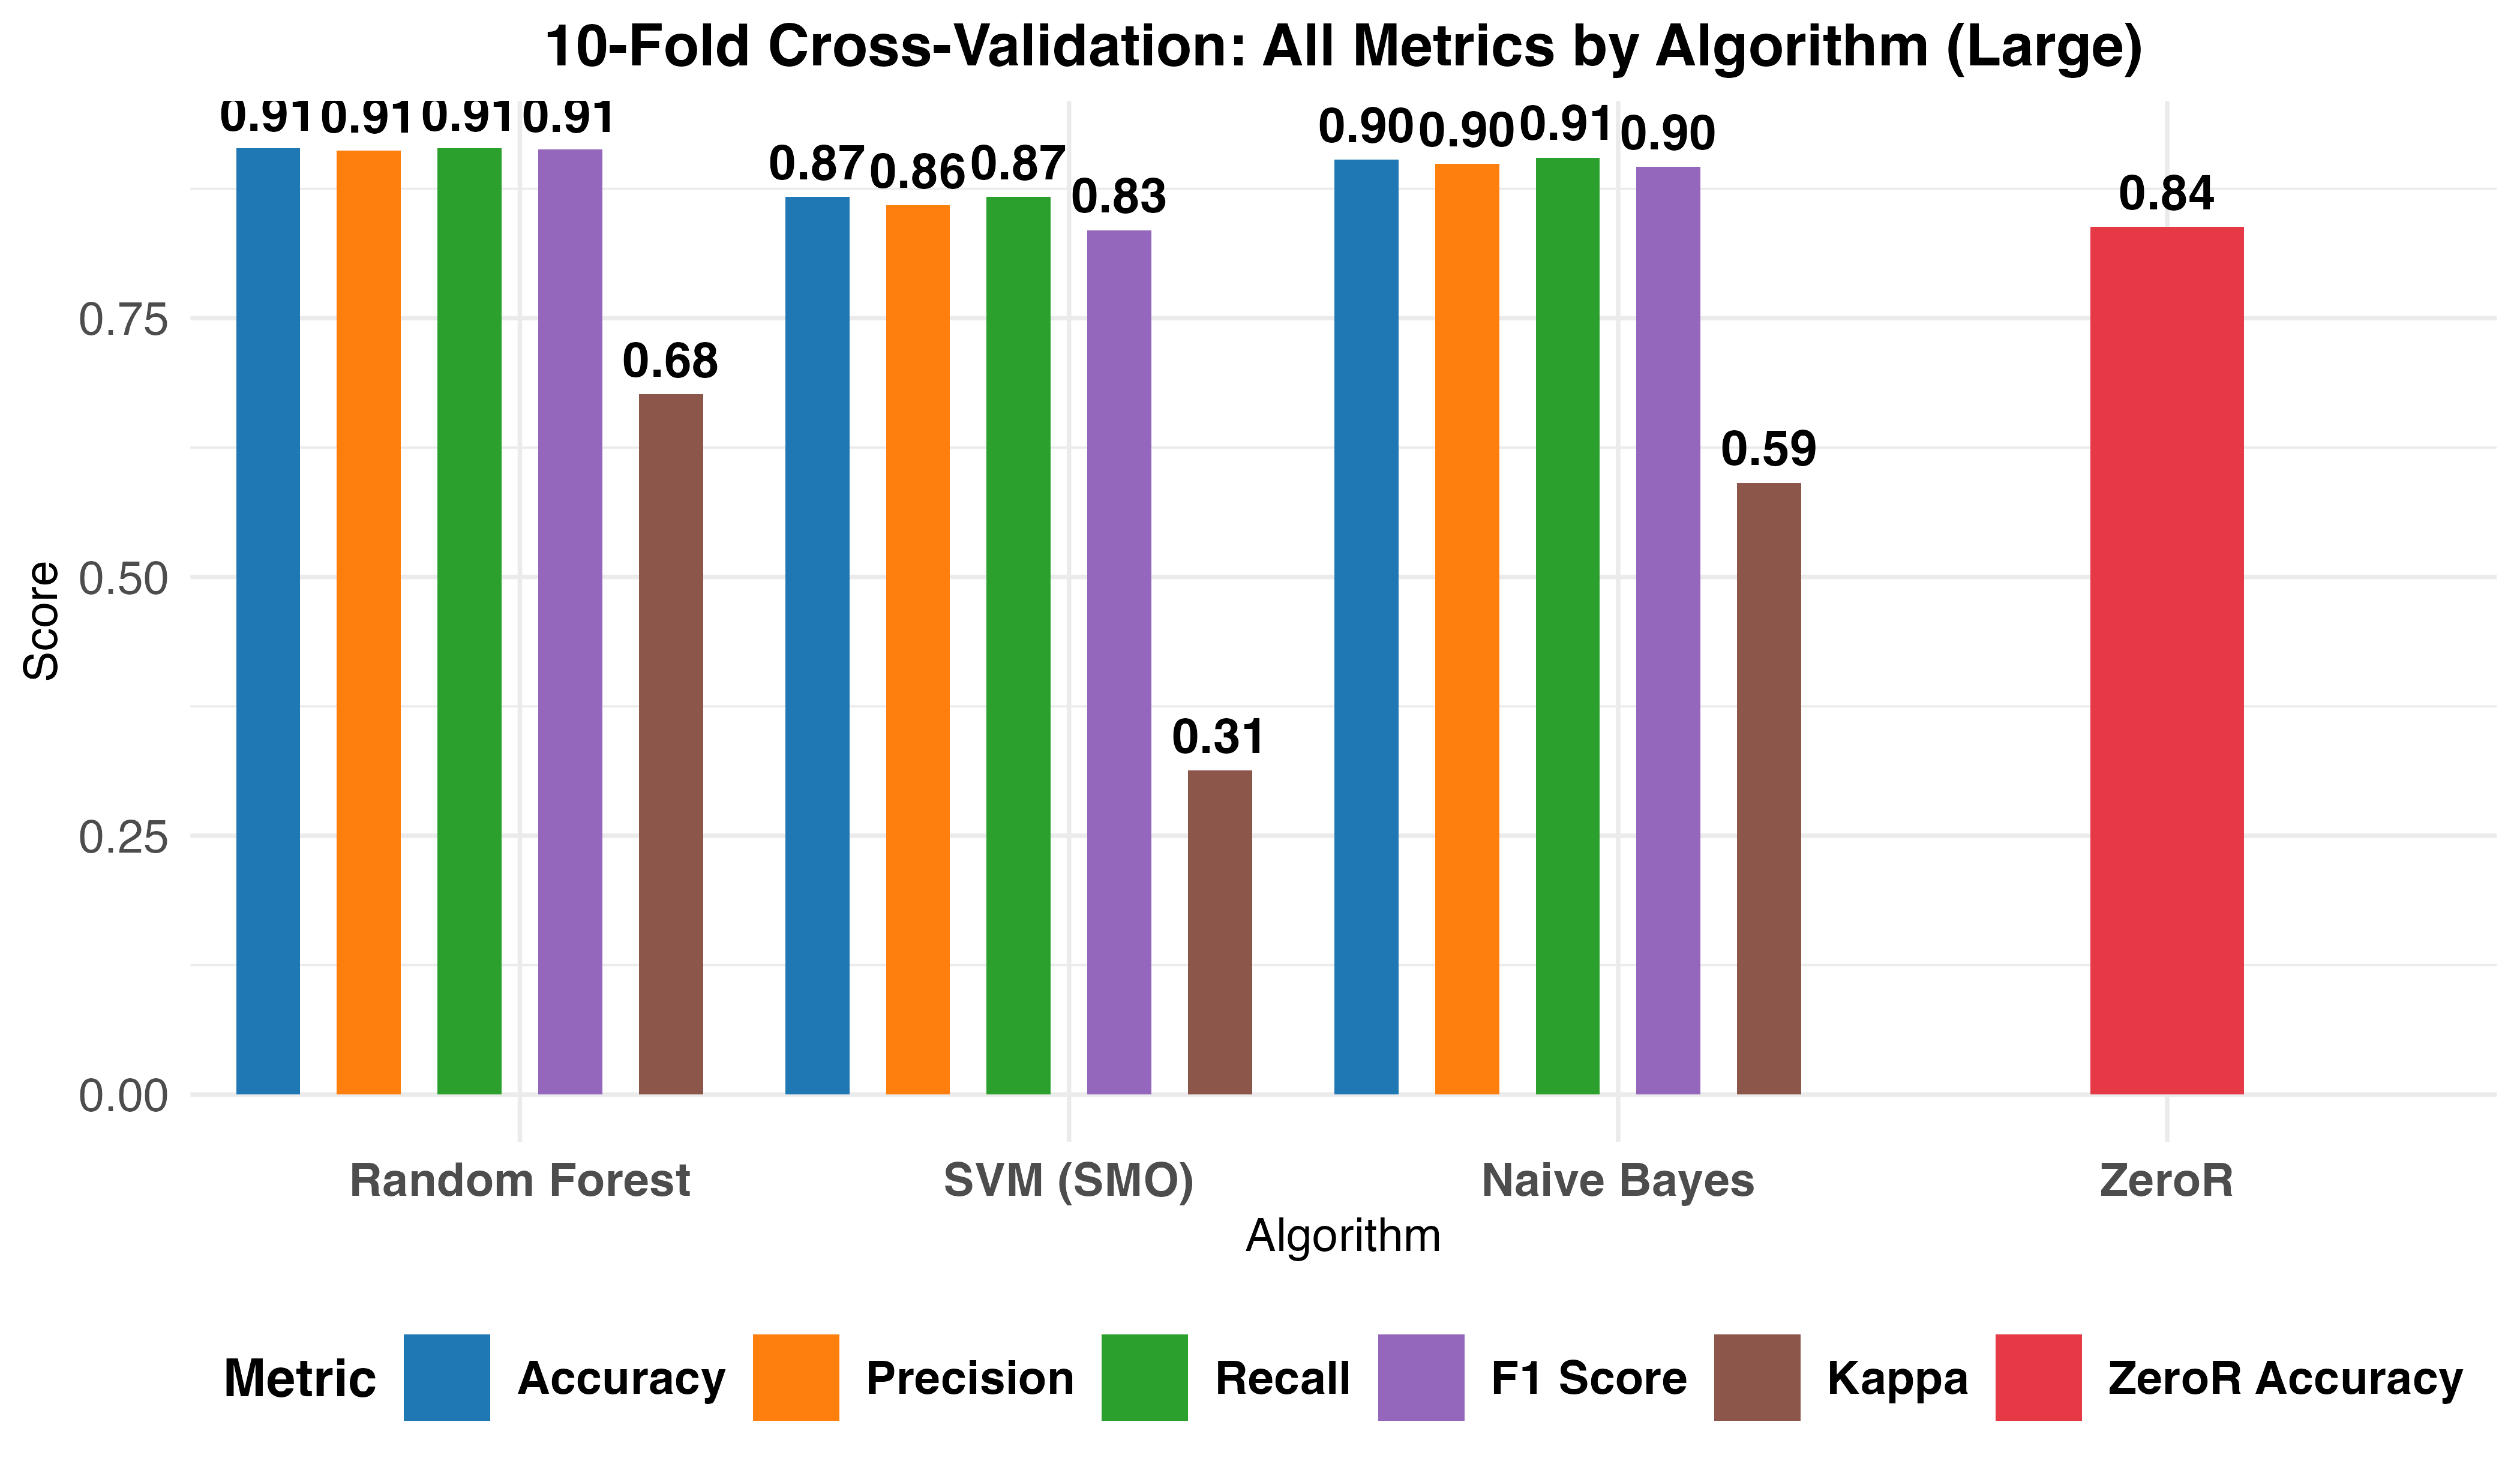 10-Fold Cross-Validation: All Metrics by Algorithm (Large)
0.91 0.91 0.91 0.91 0.68
0.87 0.86 0.87 0.83 0.31
0.90 0.90 0.91 0.90 0.59
0.84
Score
0.75
0.50
0.25
0.00
Random Forest SVM (SMO) Naive Bayes ZeroR
Algorithm
Metric Accuracy Precision Recall F1 Score Kappa ZeroR Accuracy